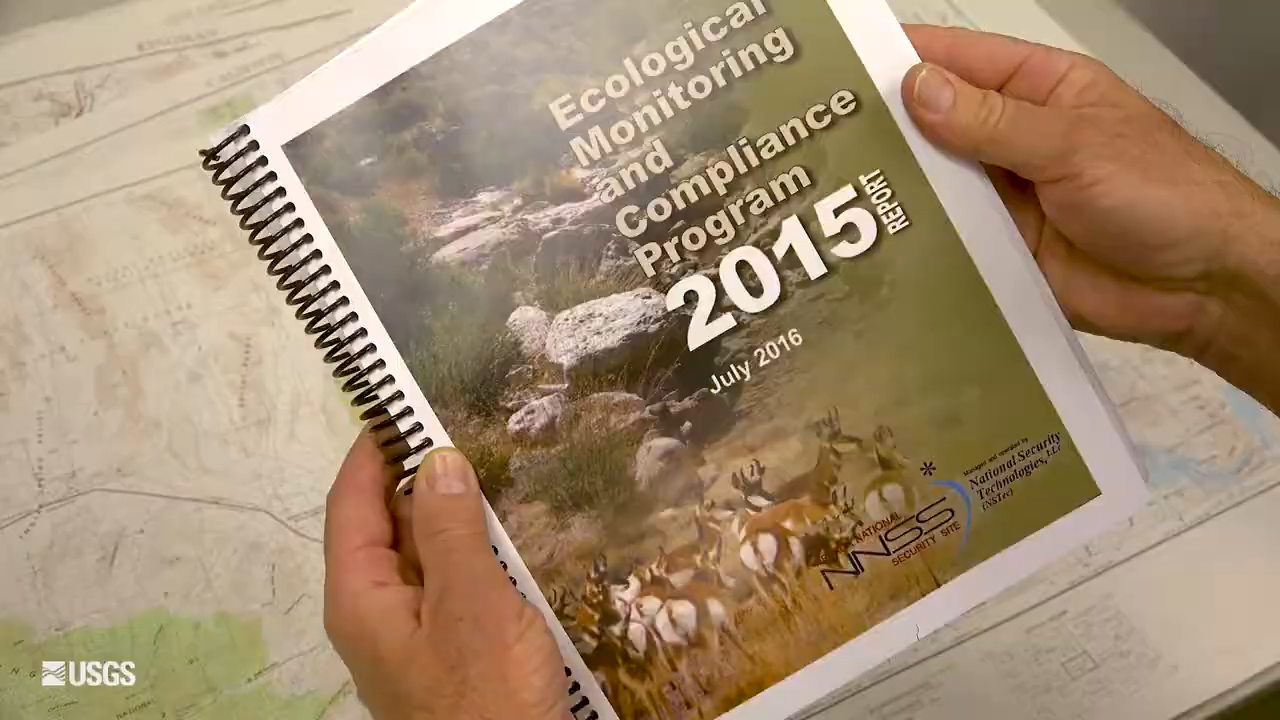 Ecological
Monitoring
and
Compliance
Program
2015
REPORT
July 2016
Managed and operated by
National Security
Technologies, LLC
(NSTec)
NATIONAL
NNSS
SECURITY SITE
USGS